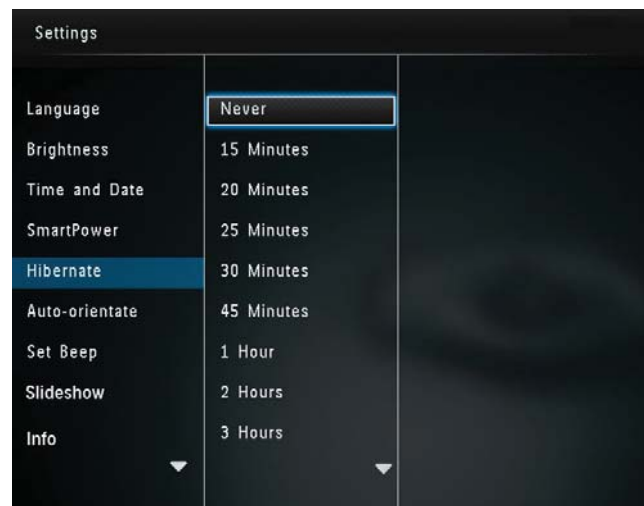 Settings
Language
Brightness
Time and Date
SmartPower
Hibernate
Auto-orientate
Set Beep
Slideshow
Info
Never
15 Minutes
20 Minutes
25 Minutes
30 Minutes
45 Minutes
1 Hour
2 Hours
3 Hours